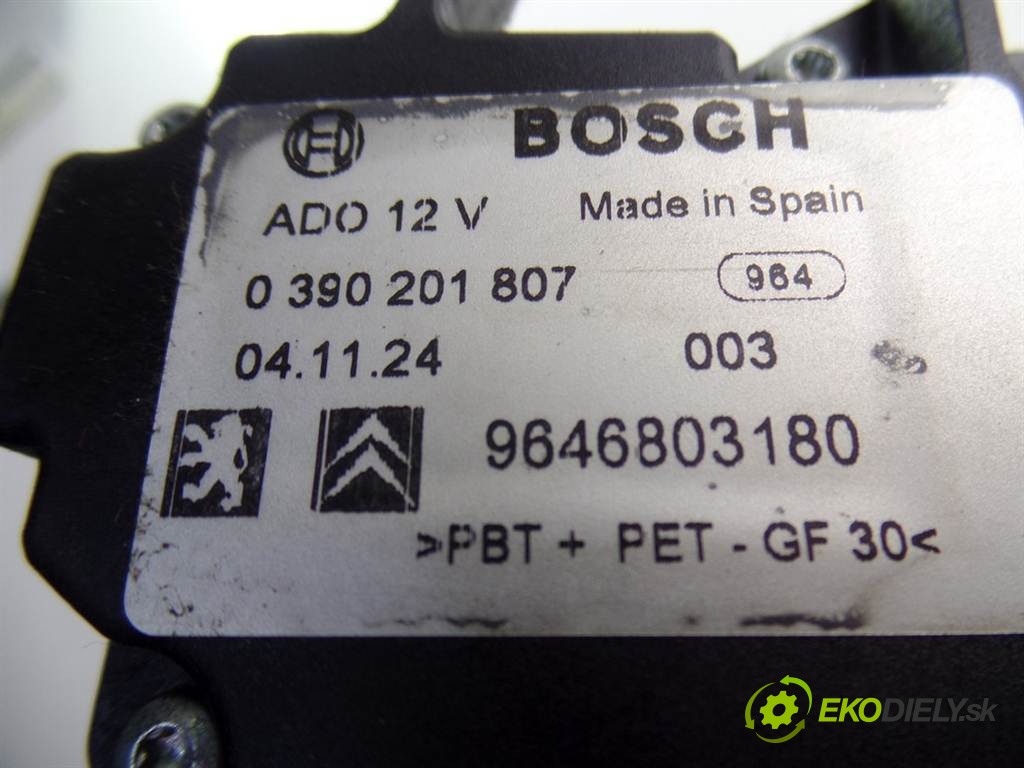 BOSCH
ADO 12 V Made in Spain
0 390 201 807 964
04.11.24 003
9646803180
>PBT + PET - GF 30<
EKODIELY.sk